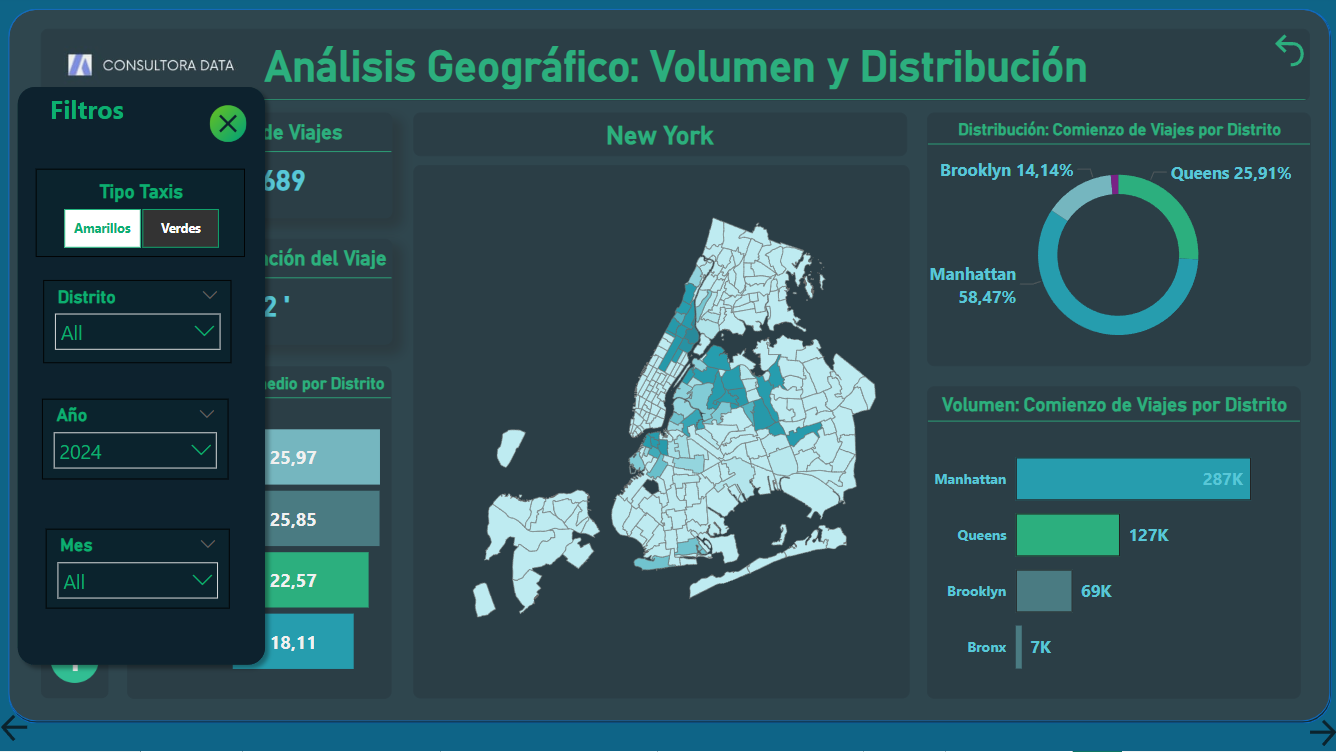 CONSULTORA DATA
Análisis Geográfico: Volumen y Distribución
Filtros
Tipo Taxis
Amarillos
Verdes
Distrito
All
Año
2024
Mes
All
de Viajes
689
ción del Viaje
2 '
edio por Distrito
25,97
25,85
22,57
18,11
New York
Distribución: Comienzo de Viajes por Distrito
Brooklyn 14,14%
Queens 25,91%
Manhattan
58,47%
Volumen: Comienzo de Viajes por Distrito
Manhattan 287K
Queens 127K
Brooklyn 69K
Bronx 7K